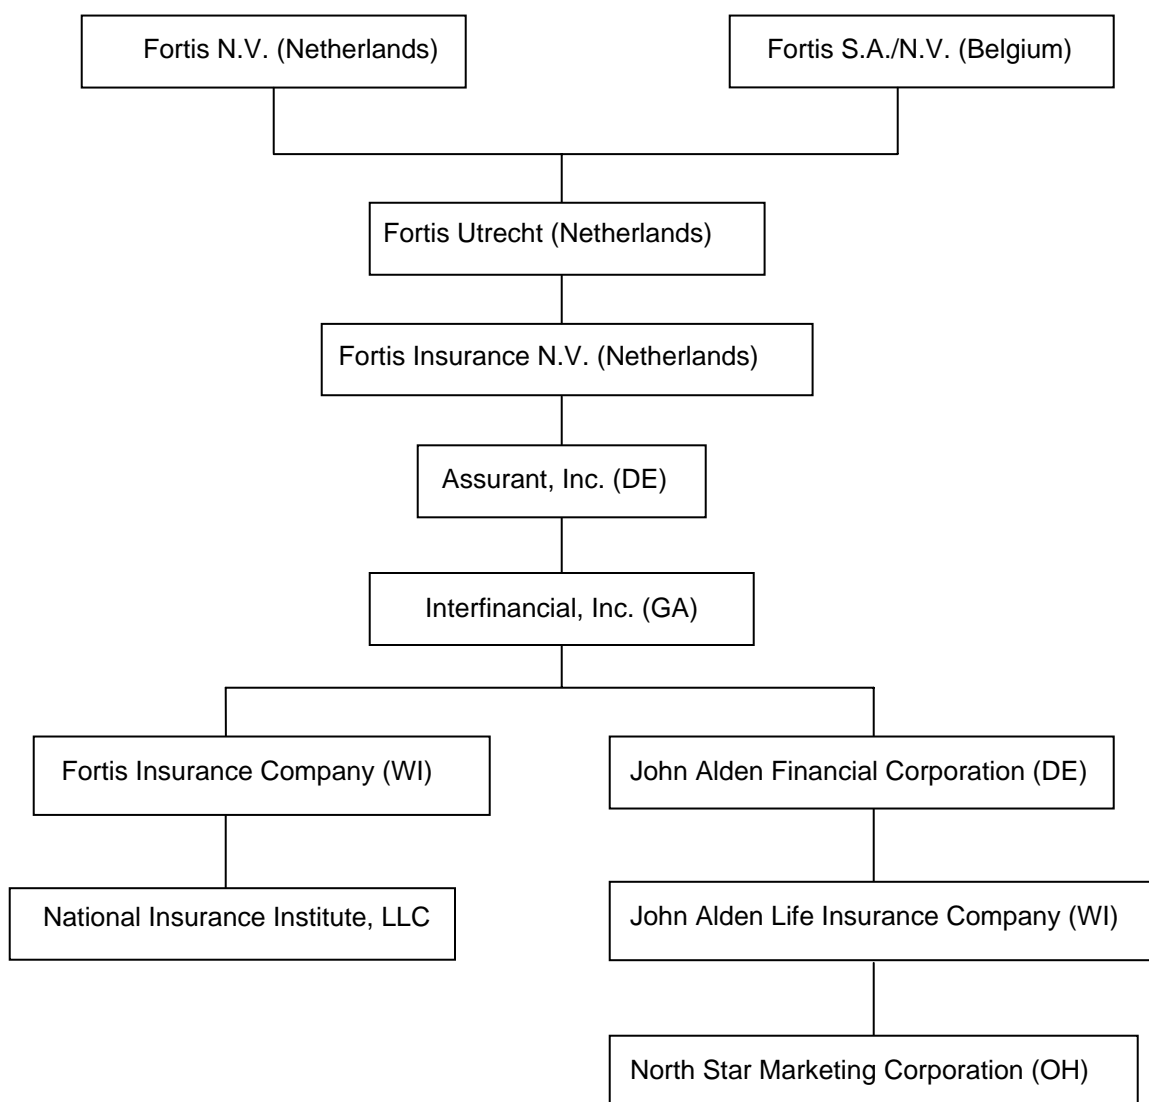 Fortis N.V. (Netherlands)
Fortis S.A./N.V. (Belgium)
Fortis Utrecht (Netherlands)
Fortis Insurance N.V. (Netherlands)
Assurant, Inc. (DE)
Interfinancial, Inc. (GA)
Fortis Insurance Company (WI)
John Alden Financial Corporation (DE)
National Insurance Institute, LLC
John Alden Life Insurance Company (WI)
North Star Marketing Corporation (OH)